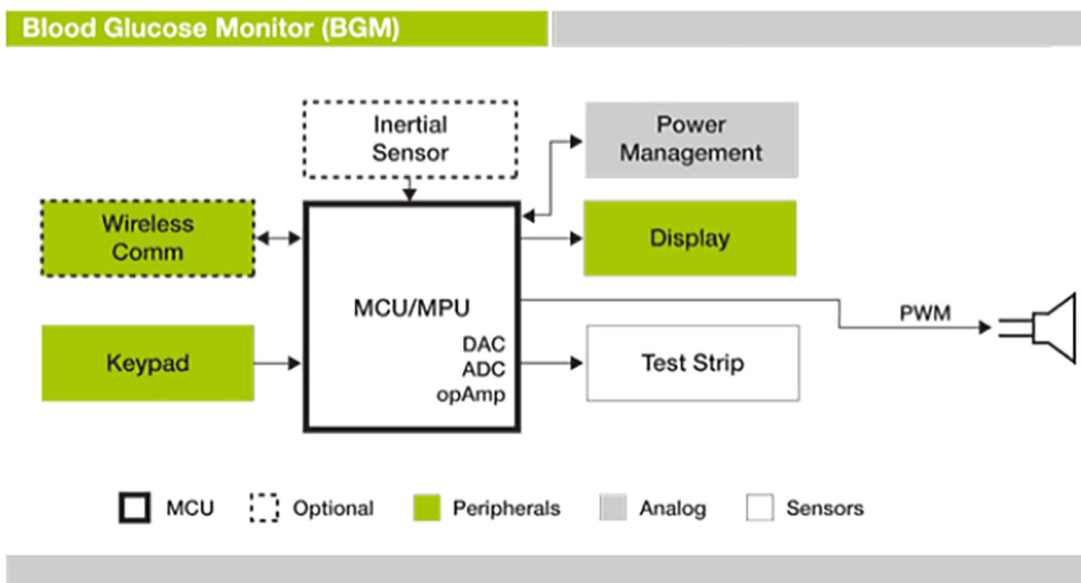 Blood Glucose Monitor (BGM)
Inertial
Sensor
Power
Management
Wireless
Comm
Display
MCU/MPU
PWM
DAC
ADC
opAmp
Keypad
Test Strip
MCU
Optional
Peripherals
Analog
Sensors